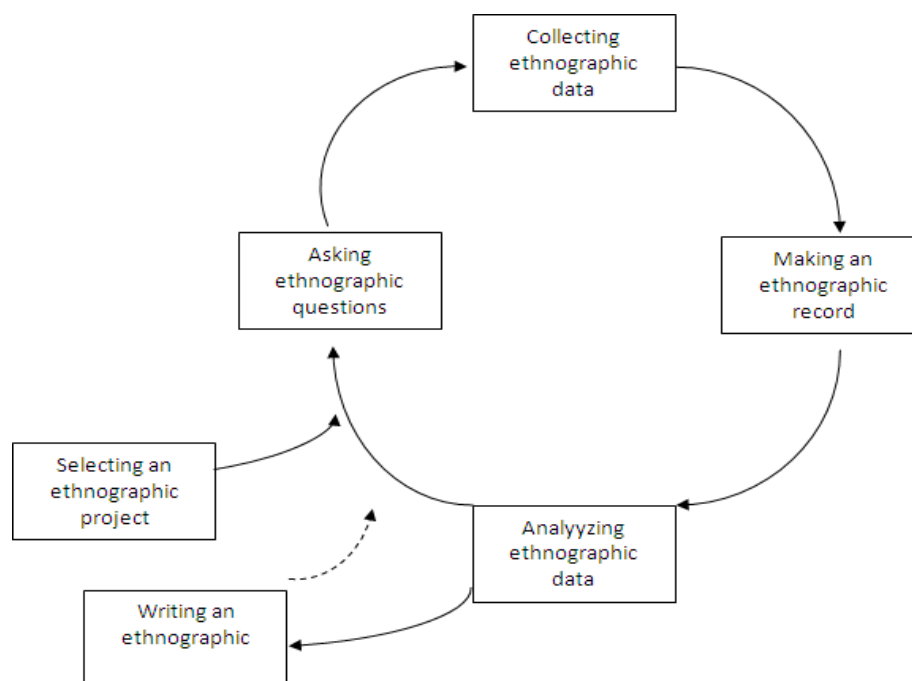 Collecting
ethnographic
data
Asking
ethnographic
questions
Making an
ethnographic
record
Selecting an
ethnographic
project
Analyyzing
ethnographic
data
Writing an
ethnographic